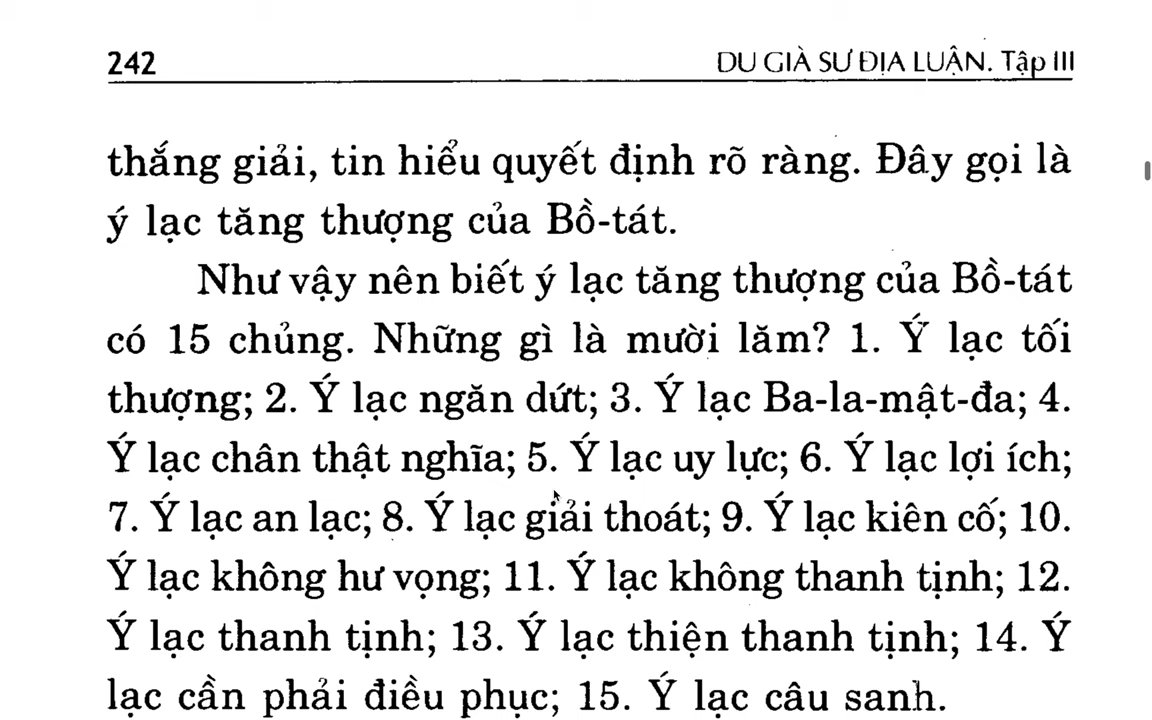 242
DU GIÀ SƯ ĐỊA LUẬN. Tập III
thắng giải, tin hiểu quyết định rõ ràng. Đây gọi là
ý lạc tăng thượng của Bồ-tát.
Như vậy nên biết ý lạc tăng thượng của Bồ-tát
có 15 chủng. Những gì là mười lăm? 1. Ý lạc tối
thượng; 2. Ý lạc ngăn dứt; 3. Ý lạc Ba-la-mật-đa; 4.
Ý lạc chân thật nghĩa; 5. Ý lạc uy lực; 6. Ý lạc lợi ích;
7. Ý lạc an lạc; 8. Ý lạc giải thoát; 9. Ý lạc kiên cố; 10.
Ý lạc không hư vọng; 11. Ý lạc không thanh tịnh; 12.
Ý lạc thanh tịnh; 13. Ý lạc thiện thanh tịnh; 14. Ý
lạc cần phải điều phục; 15. Ý lạc câu sanh.